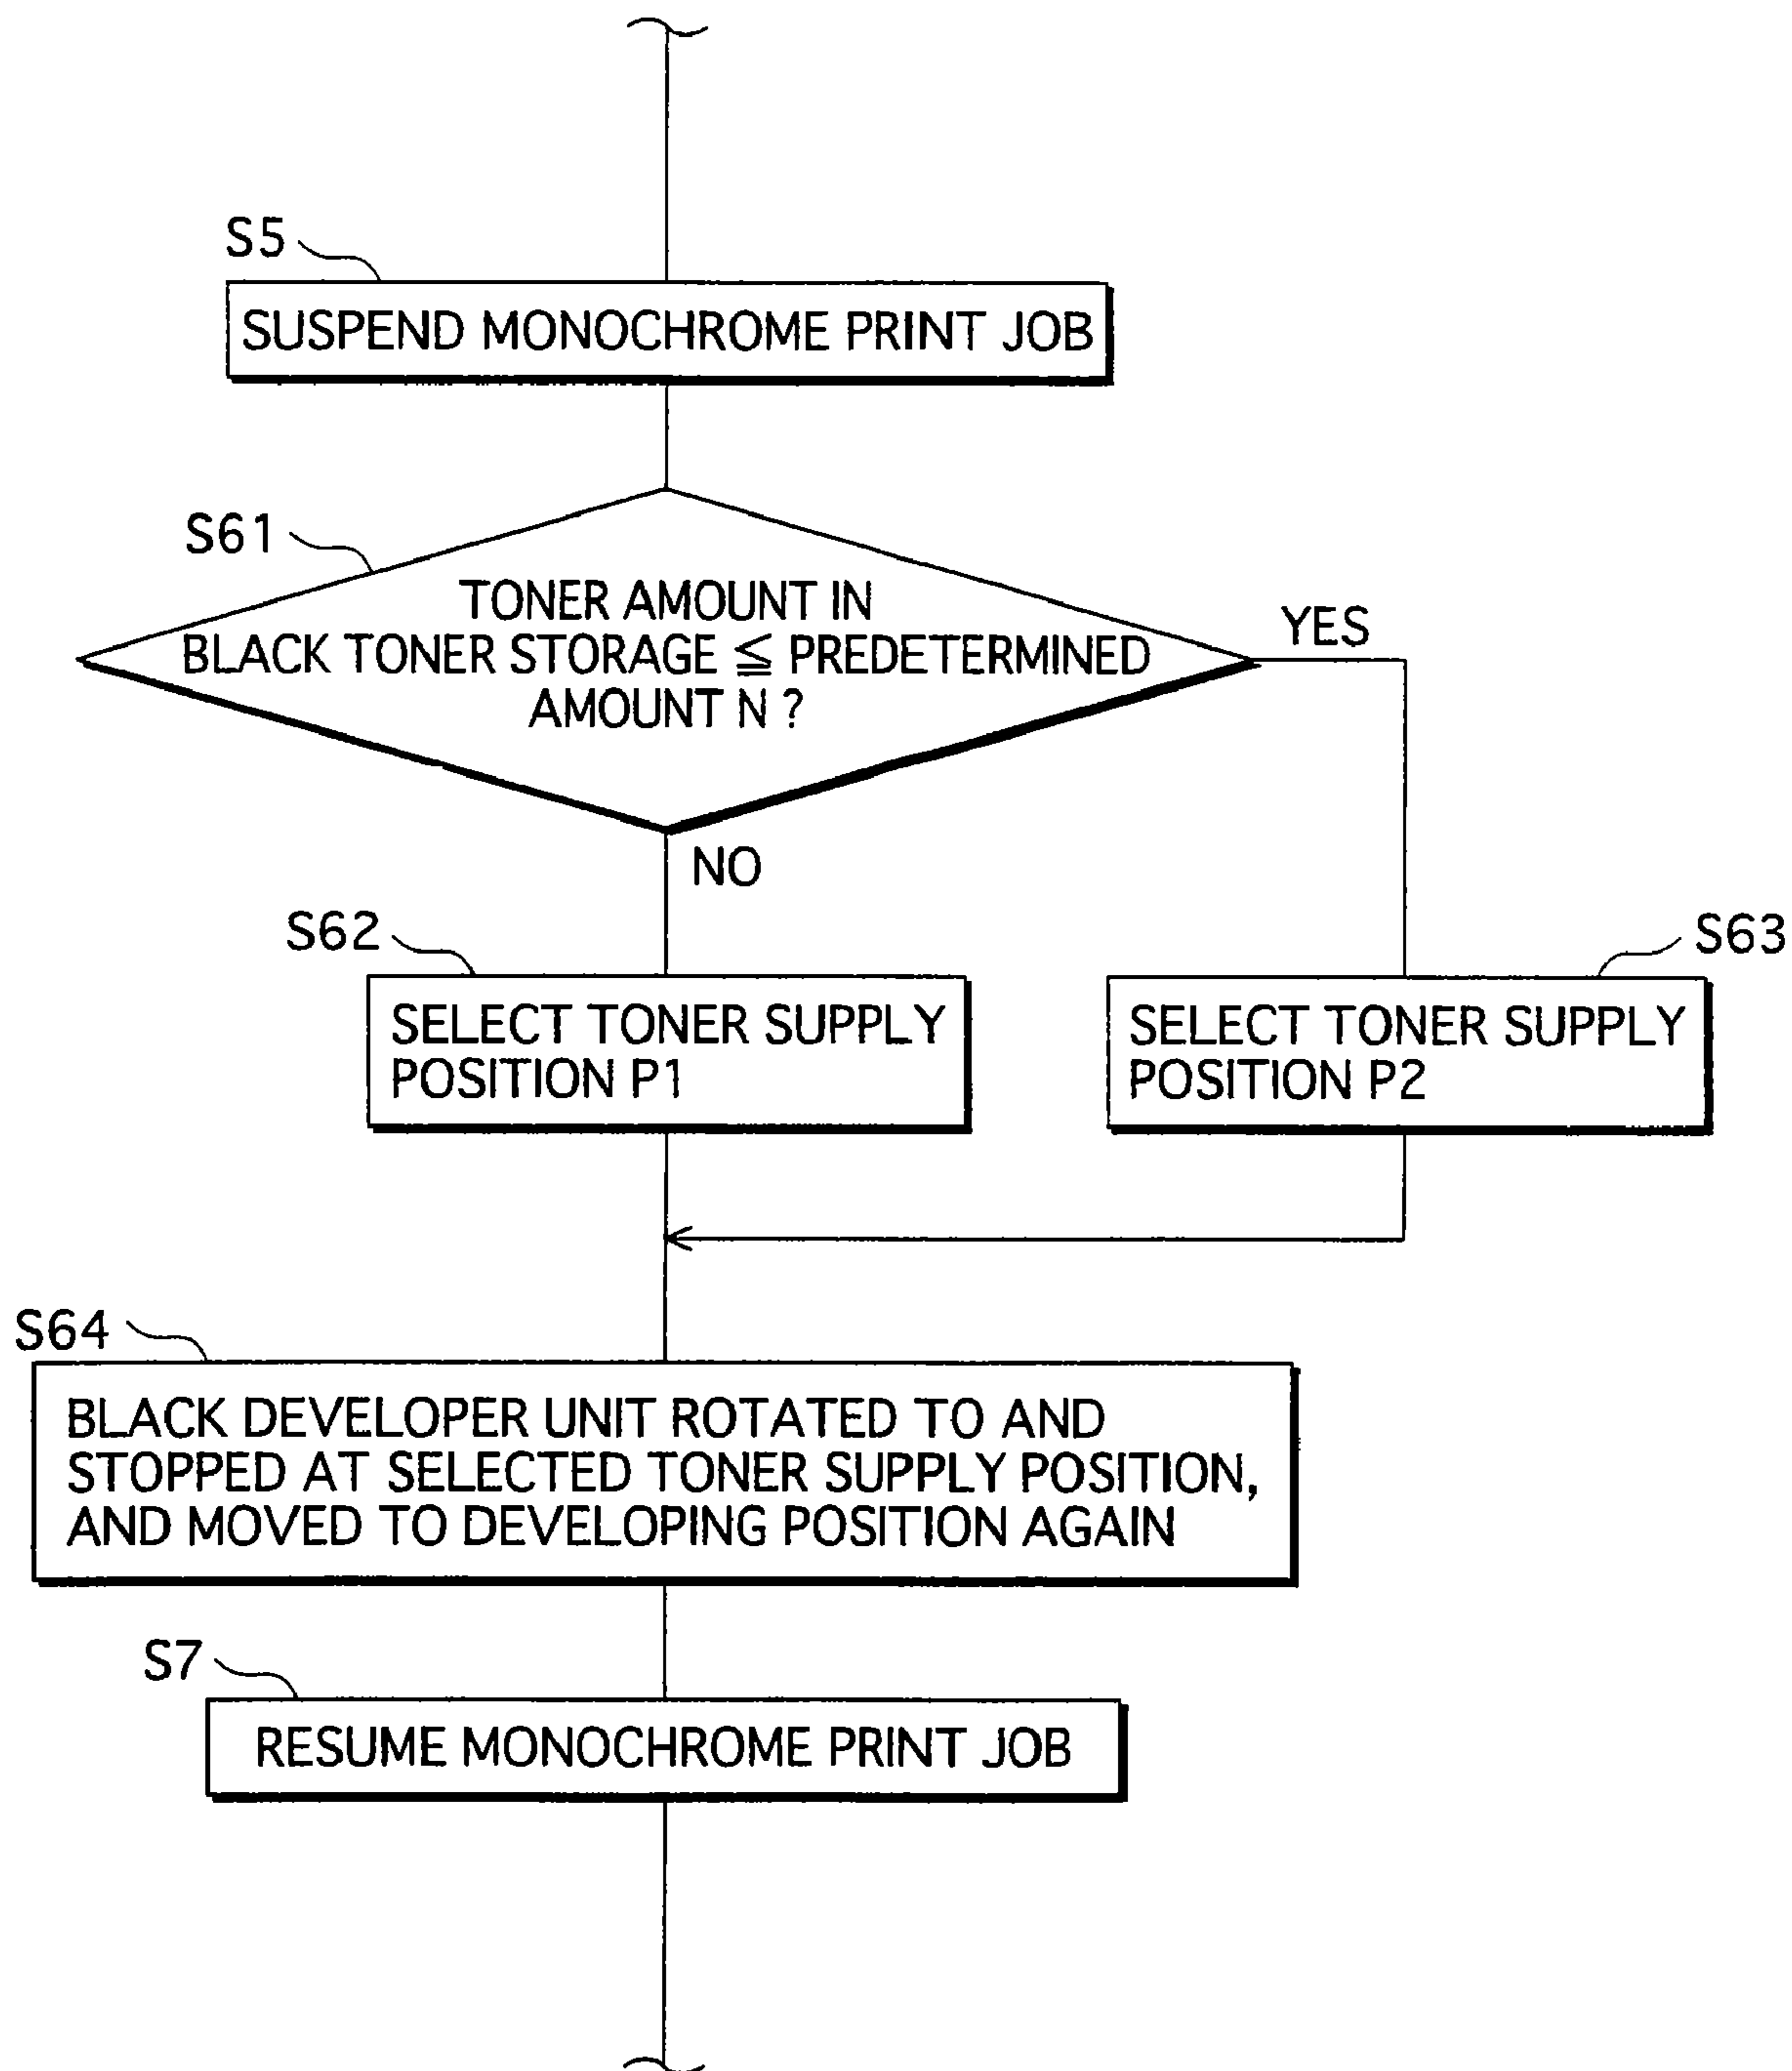 S5
SUSPEND MONOCHROME PRINT JOB
S61
TONER AMOUNT IN
BLACK TONER STORAGE ≦ PREDETERMINED
AMOUNT N ?
YES
NO
S62
SELECT TONER SUPPLY
POSITION P1
S63
SELECT TONER SUPPLY
POSITION P2
S64
BLACK DEVELOPER UNIT ROTATED TO AND
STOPPED AT SELECTED TONER SUPPLY POSITION,
AND MOVED TO DEVELOPING POSITION AGAIN
S7
RESUME MONOCHROME PRINT JOB